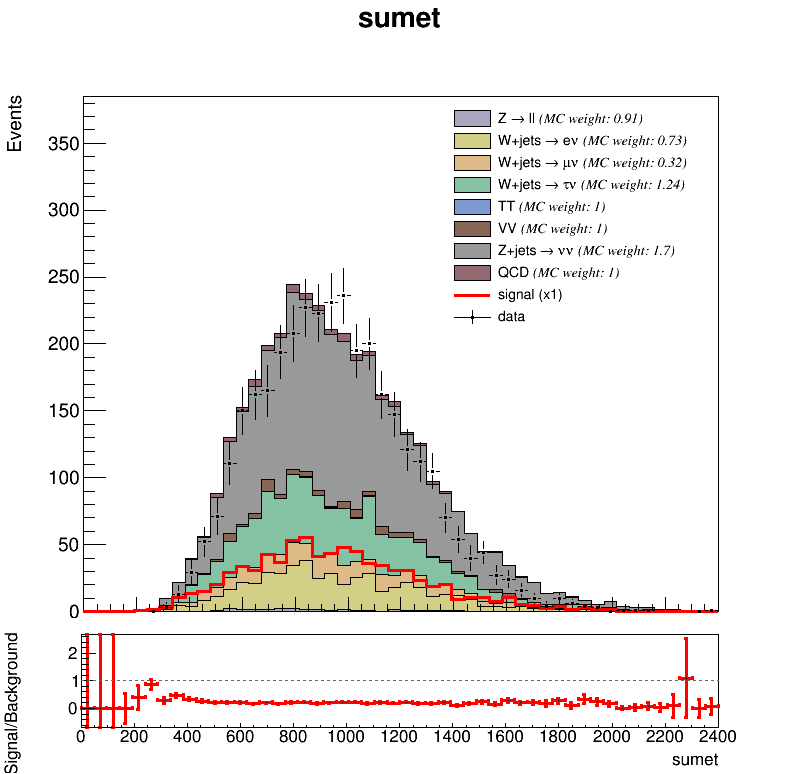 sumet
Events
350
300
250
200
150
100
50
0
Z → ll (MC weight: 0.91)
W+jets → eν (MC weight: 0.73)
W+jets → μν (MC weight: 0.32)
W+jets → τν (MC weight: 1.24)
TT (MC weight: 1)
VV (MC weight: 1)
Z+jets → νν (MC weight: 1.7)
QCD (MC weight: 1)
signal (x1)
data
Signal/Background
2
1
0
0 200 400 600 800 1000 1200 1400 1600 1800 2000 2200 2400
sumet